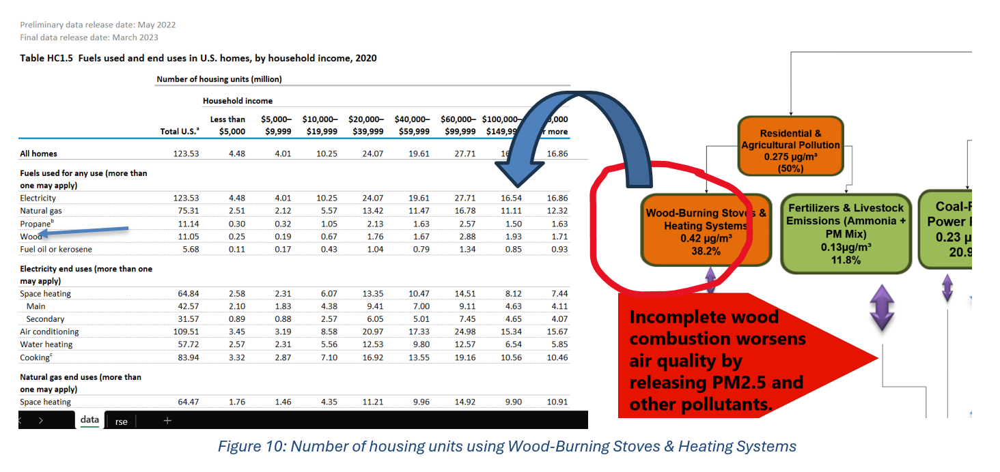 Preliminary data release date: May 2022
Final data release date: March 2023
Table HC1.5  Fuels used and end uses in U.S. homes, by household income, 2020
Number of housing units (million)
Household income
Less than $5,000– $10,000– $20,000– $40,000– $60,000– $100,000–
Total U.S.ᵃ $5,000 $9,999 $19,999 $39,999 $59,999 $99,999 or more
All homes 123.53 4.48 4.01 10.25 24.07 19.61 27.71 16.86
Fuels used for any use (more than
one may apply)
Electricity 123.53 4.48 4.01 10.25 24.07 19.61 27.71 16.54 16.86
Natural gas 75.31 2.51 2.12 5.57 13.42 11.47 16.78 11.11 12.32
Propaneᵇ 11.14 0.30 0.32 1.05 2.13 1.63 2.57 1.50 1.63
Wood 11.05 0.25 0.19 0.67 1.76 1.67 2.88 1.93 1.71
Fuel oil or kerosene 5.68 0.11 0.17 0.43 1.04 0.79 1.34 0.85 0.93
Electricity end uses (more than one
may apply)
Space heating 64.84 2.58 2.31 6.07 13.35 10.47 14.51 8.12 7.44
Main 42.57 2.10 1.83 4.38 9.41 7.00 9.11 4.63 4.11
Secondary 31.57 0.89 0.88 2.57 6.05 5.01 7.45 4.65 4.07
Air conditioning 109.51 3.45 3.19 8.58 20.97 17.33 24.98 15.34 15.67
Water heating 57.72 2.57 2.31 5.56 12.53 9.80 12.57 6.54 5.85
Cookingᶜ 83.94 3.32 2.87 7.10 16.92 13.55 19.16 10.56 10.46
Natural gas end uses (more than
one may apply)
Space heating 64.47 1.76 1.46 4.35 11.21 9.96 14.92 9.90 10.91
data rse +
Residential &
Agricultural Pollution
0.275 µg/m³
(50%)
Wood-Burning Stoves &
Heating Systems
0.42 µg/m³
38.2%
Fertilizers & Livestock
Emissions (Ammonia +
PM Mix)
0.13µg/m³
11.8%
Power
0.23
Incomplete wood
combustion worsens
air quality by
releasing PM2.5 and
other pollutants.
Figure 10: Number of housing units using Wood-Burning Stoves & Heating Systems